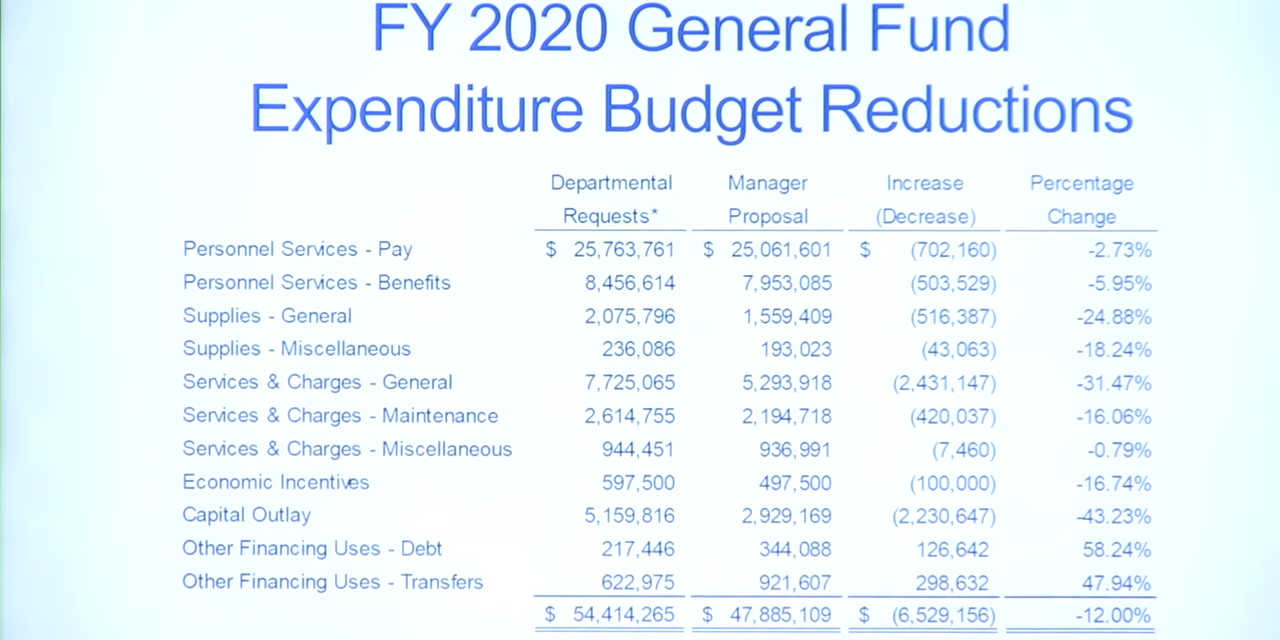 FY 2020 General Fund
Expenditure Budget Reductions
Departmental Manager Increase Percentage
Requests* Proposal (Decrease) Change
Personnel Services - Pay $ 25,763,761 $ 25,061,601 $ (702,160) -2.73%
Personnel Services - Benefits 8,456,614 7,953,085 (503,529) -5.95%
Supplies - General 2,075,796 1,559,409 (516,387) -24.88%
Supplies - Miscellaneous 236,086 193,023 (43,063) -18.24%
Services & Charges - General 7,725,065 5,293,918 (2,431,147) -31.47%
Services & Charges - Maintenance 2,614,755 2,194,718 (420,037) -16.06%
Services & Charges - Miscellaneous 944,451 936,991 (7,460) -0.79%
Economic Incentives 597,500 497,500 (100,000) -16.74%
Capital Outlay 5,159,816 2,929,169 (2,230,647) -43.23%
Other Financing Uses - Debt 217,446 344,088 126,642 58.24%
Other Financing Uses - Transfers 622,975 921,607 298,632 47.94%
$ 54,414,265 $ 47,885,109 $ (6,529,156) -12.00%